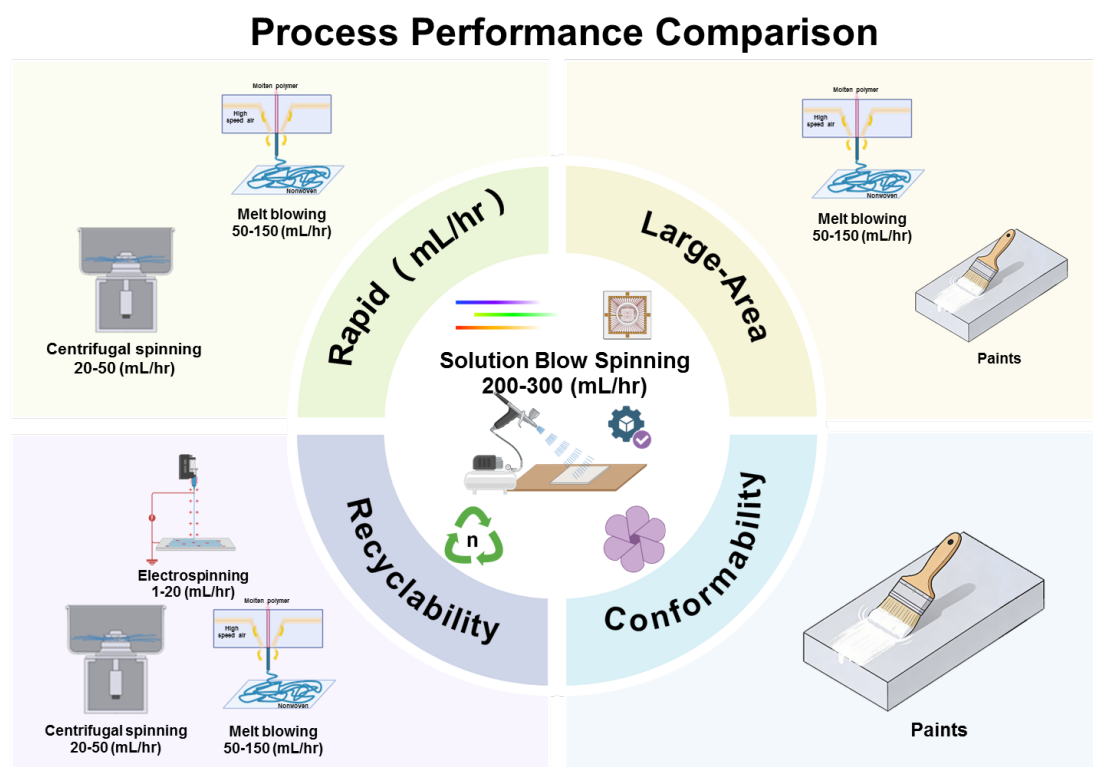 Process Performance Comparison
Molten polymer
High
speed air
Nonwoven
Melt blowing
50-150 (mL/hr)
Centrifugal spinning
20-50 (mL/hr)
Rapid ( mL/hr )
Large-Area
Molten polymer
High
speed air
Nonwoven
Melt blowing
50-150 (mL/hr)
Paints
Solution Blow Spinning
200-300 (mL/hr)
n
Recyclability
Conformability
Electrospinning
1-20 (mL/hr)
Centrifugal spinning
20-50 (mL/hr)
Molten polymer
High
speed air
Nonwoven
Melt blowing
50-150 (mL/hr)
Paints